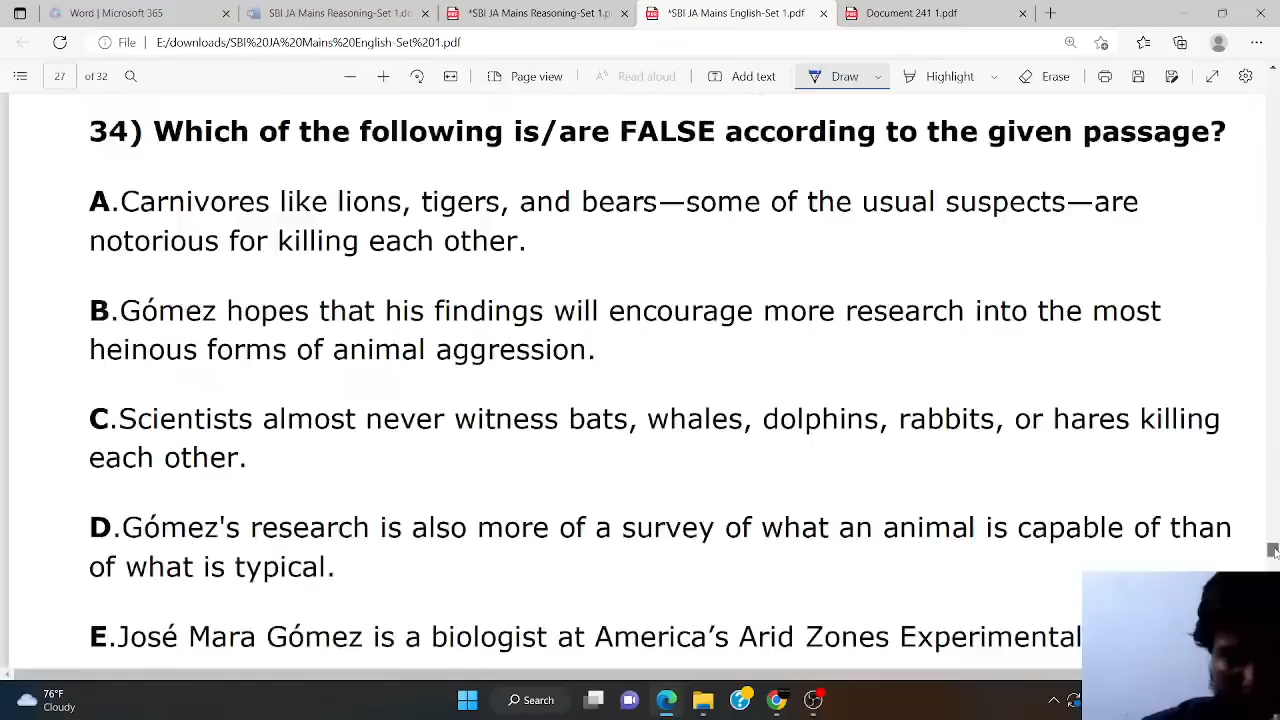 Word | Microsoft 365
SBI JA Mains Reasoning-Set 1.do
*SBI JA Mains Reasoning-Set 1.p
*SBI JA Mains English-Set 1.pdf
Document 241 1.pdf
File
E:/downloads/SBI%20JA%20Mains%20English-Set%201.pdf
27 of 32
Page view
Read aloud
Add text
Draw
Highlight
Erase
34) Which of the following is/are FALSE according to the given passage?
A.Carnivores like lions, tigers, and bears—some of the usual suspects—are
notorious for killing each other.
B.Gómez hopes that his findings will encourage more research into the most
heinous forms of animal aggression.
C.Scientists almost never witness bats, whales, dolphins, rabbits, or hares killing
each other.
D.Gómez's research is also more of a survey of what an animal is capable of than
of what is typical.
E.José Mara Gómez is a biologist at America’s Arid Zones Experimental
76°F
Cloudy
Search